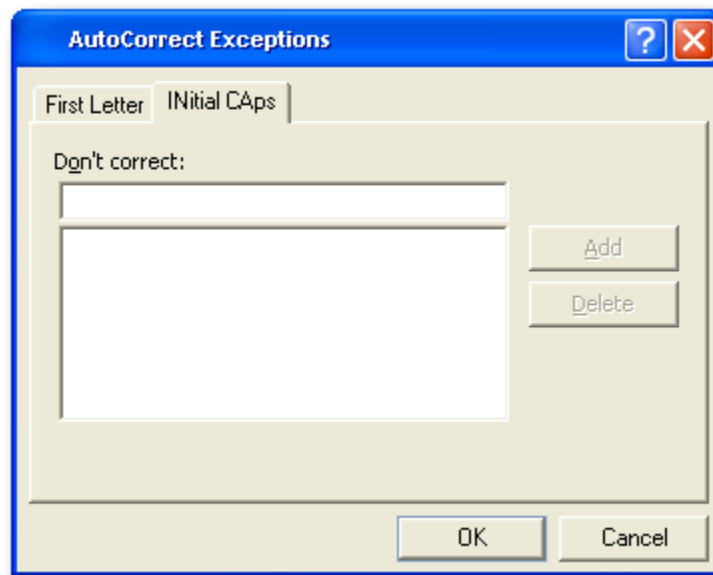 AutoCorrect Exceptions
?
First Letter INitial CAps
Don't correct:
Add
Delete
OK Cancel